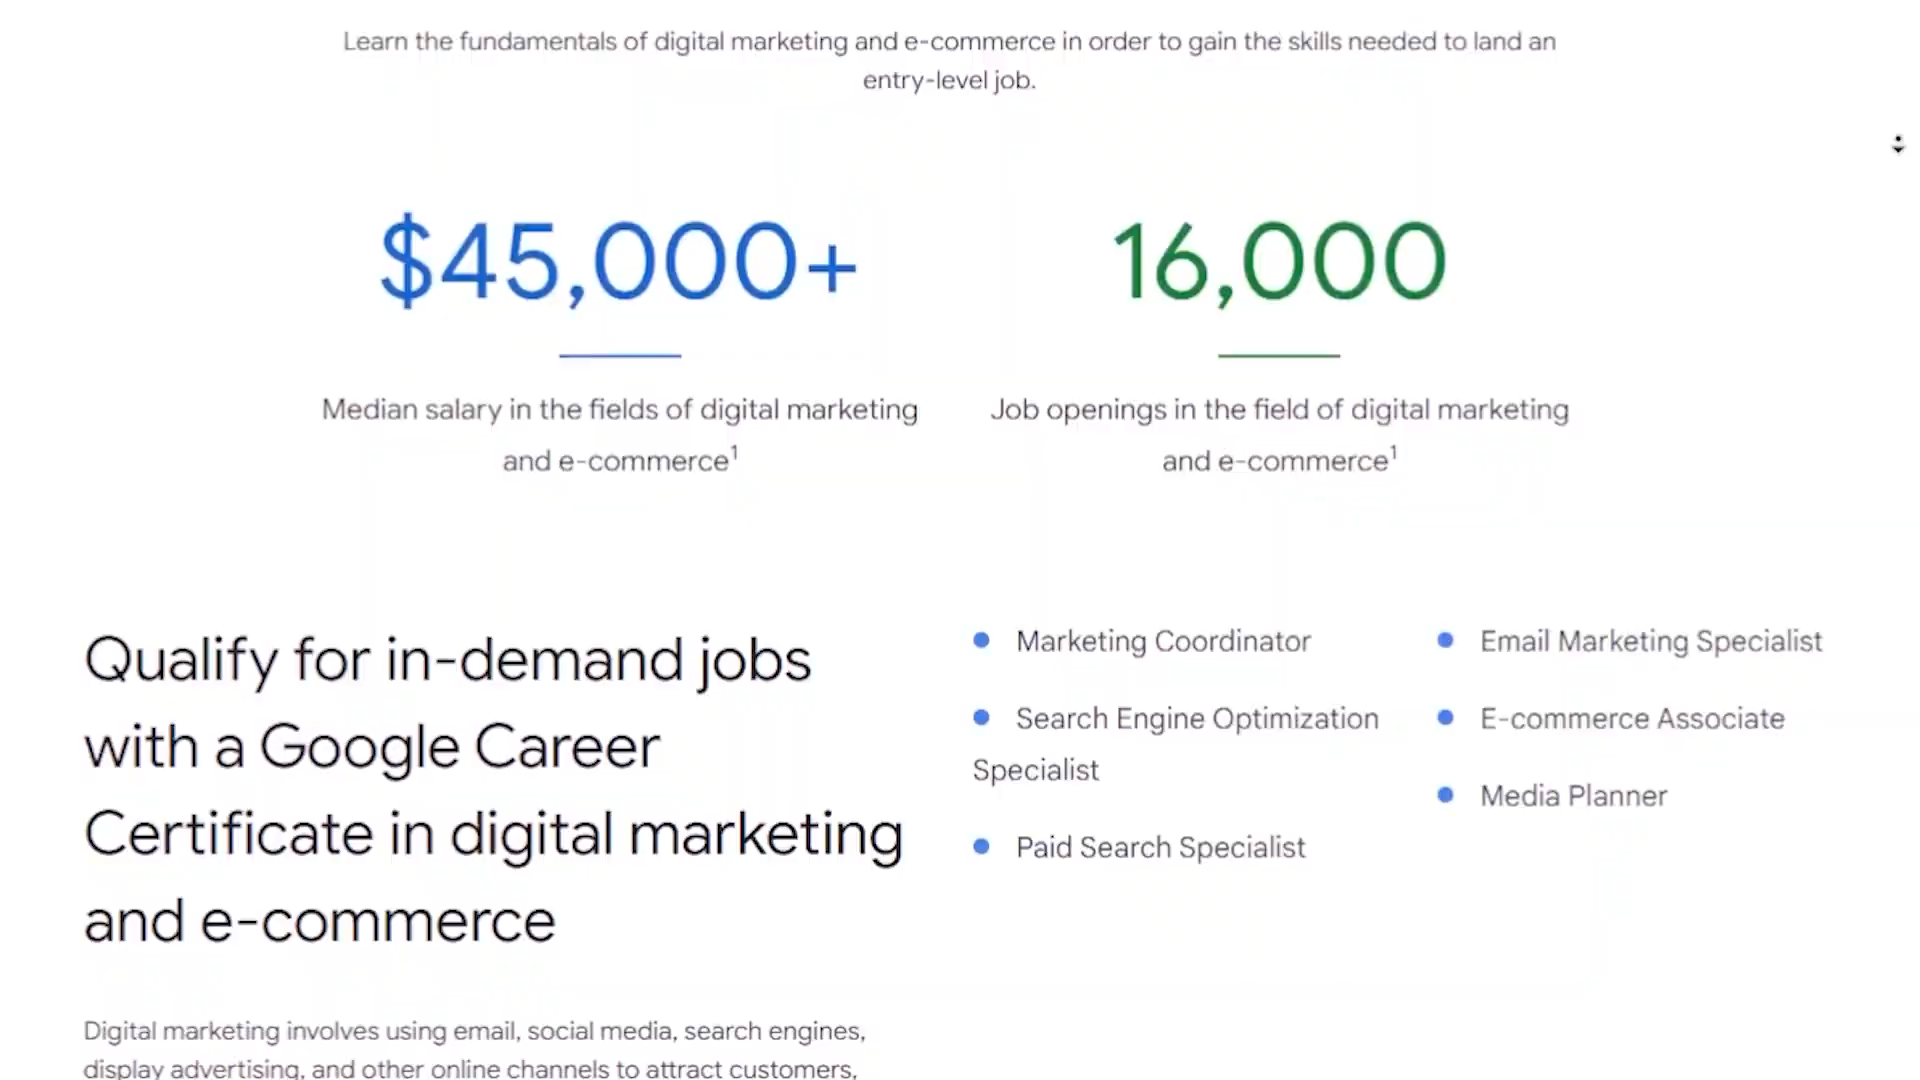 Learn the fundamentals of digital marketing and e-commerce in order to gain the skills needed to land an
entry-level job.
$45,000+
Median salary in the fields of digital marketing
and e-commerce1
16,000
Job openings in the field of digital marketing
and e-commerce1
Qualify for in-demand jobs
with a Google Career
Certificate in digital marketing
and e-commerce
Digital marketing involves using email, social media, search engines,
display advertising, and other online channels to attract customers,
Marketing Coordinator
Search Engine Optimization
Specialist
Paid Search Specialist
Email Marketing Specialist
E-commerce Associate
Media Planner